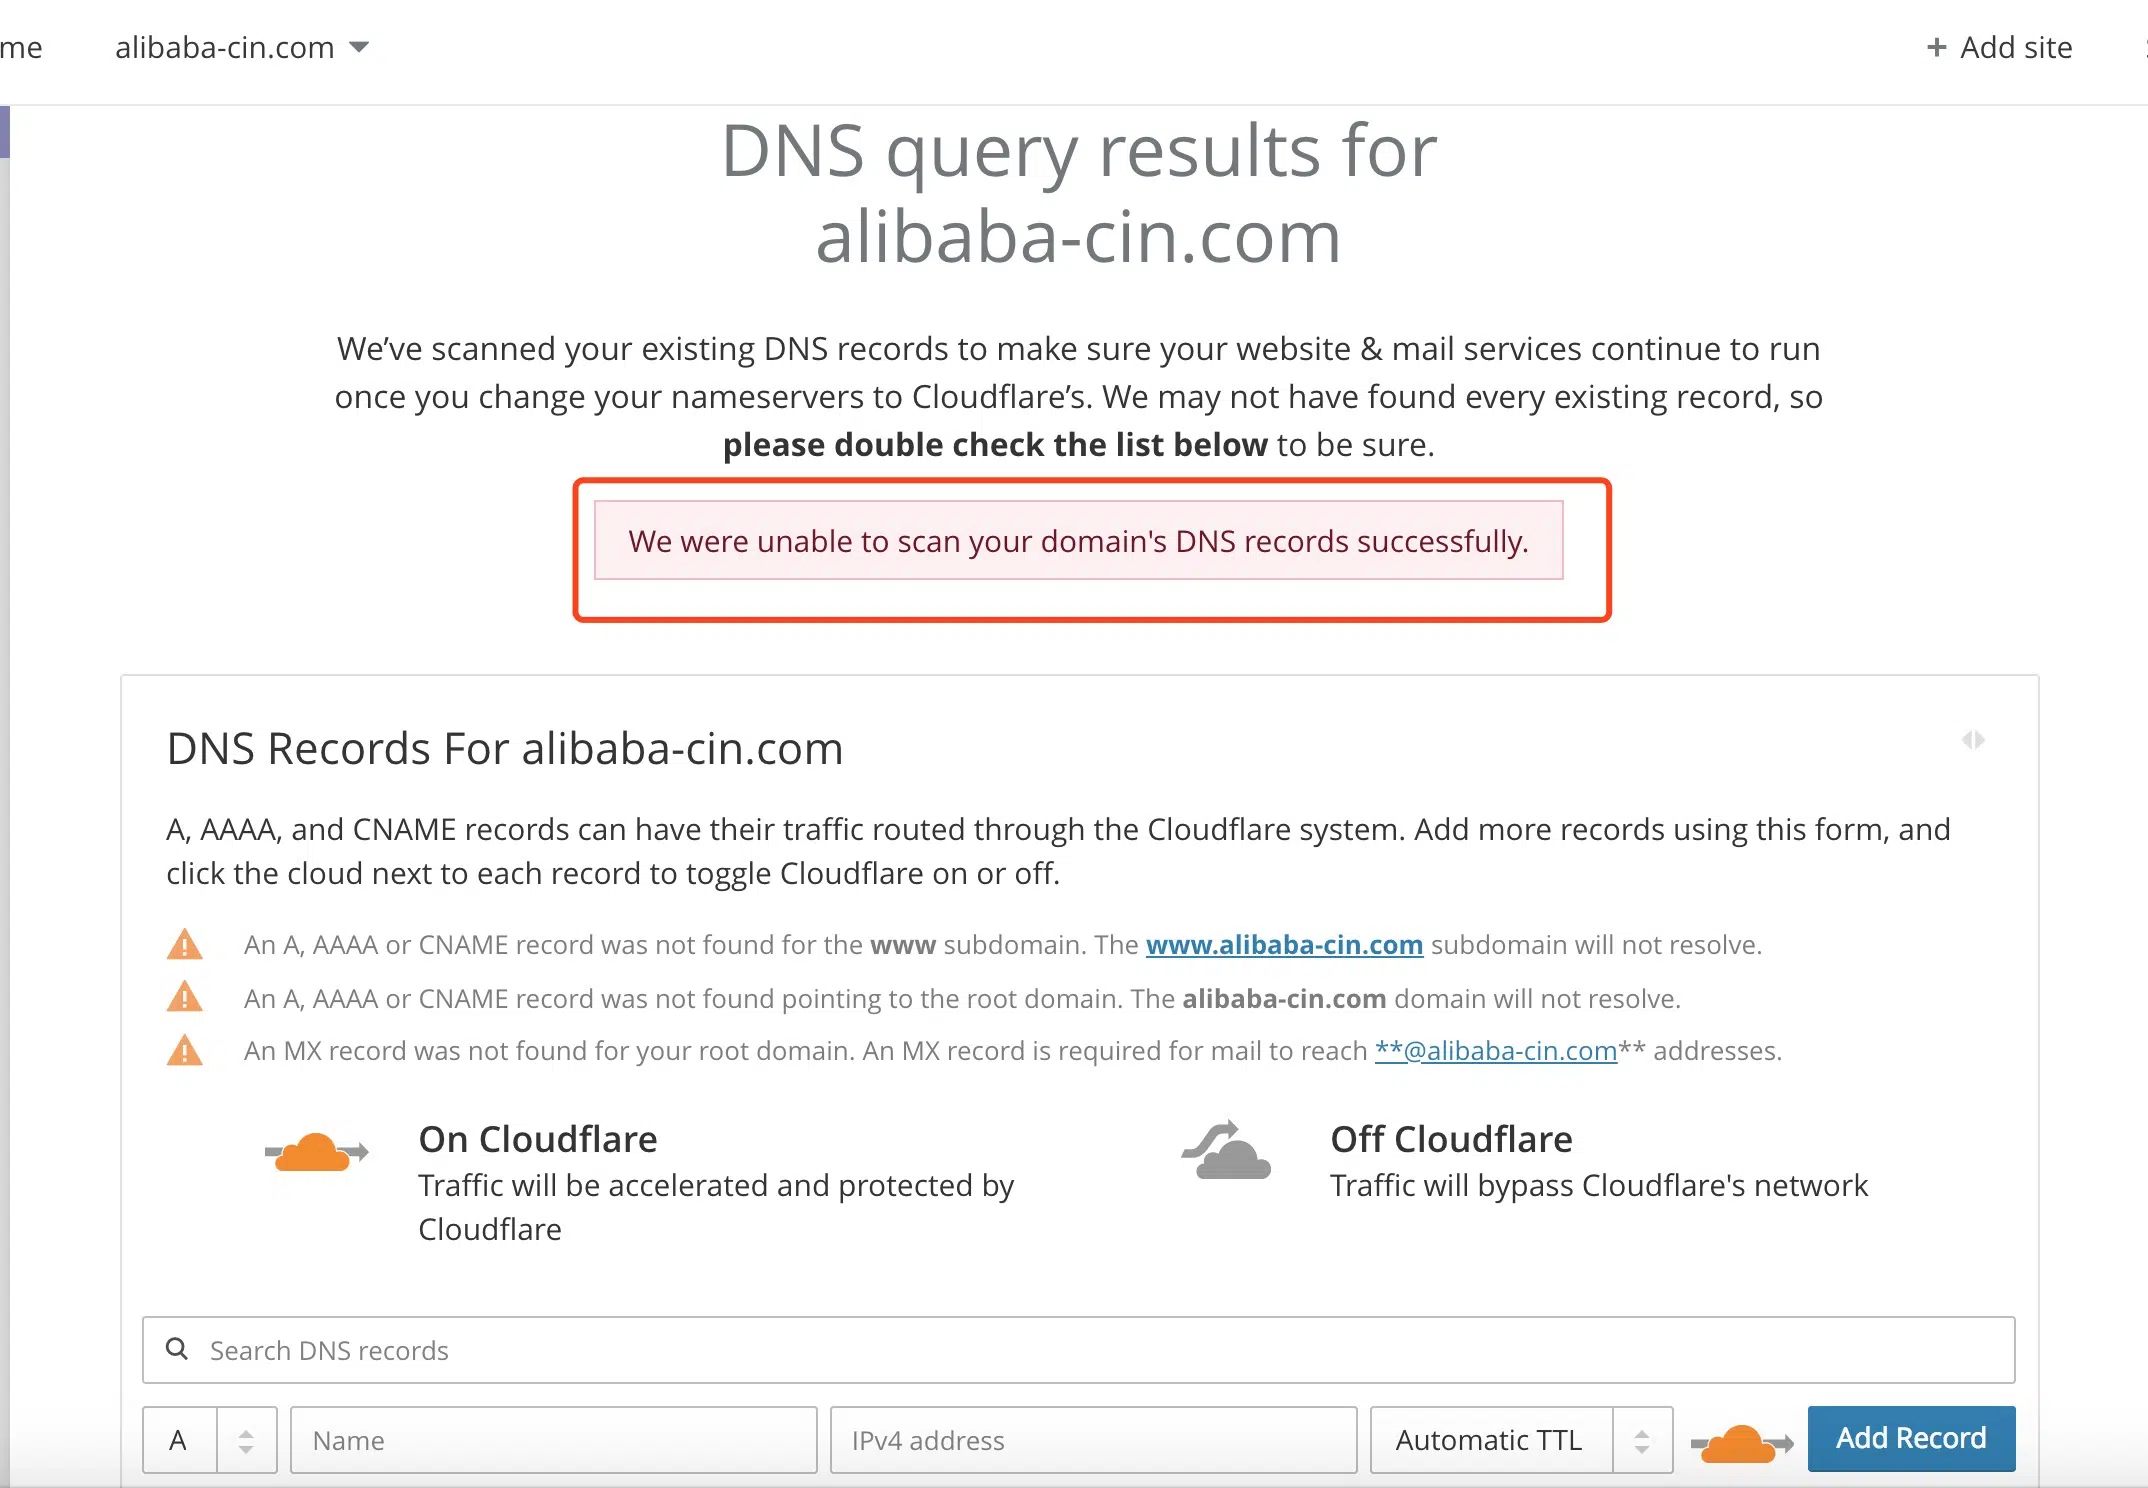 me alibaba-cin.com + Add site
DNS query results for
alibaba-cin.com
We’ve scanned your existing DNS records to make sure your website & mail services continue to run
once you change your nameservers to Cloudflare’s. We may not have found every existing record, so
please double check the list below to be sure.
We were unable to scan your domain's DNS records successfully.
DNS Records For alibaba-cin.com
A, AAAA, and CNAME records can have their traffic routed through the Cloudflare system. Add more records using this form, and
click the cloud next to each record to toggle Cloudflare on or off.
An A, AAAA or CNAME record was not found for the www subdomain. The www.alibaba-cin.com subdomain will not resolve.
An A, AAAA or CNAME record was not found pointing to the root domain. The alibaba-cin.com domain will not resolve.
An MX record was not found for your root domain. An MX record is required for mail to reach **@alibaba-cin.com** addresses.
On Cloudflare
Traffic will be accelerated and protected by
Cloudflare
Off Cloudflare
Traffic will bypass Cloudflare's network
Search DNS records
A Name IPv4 address Automatic TTL Add Record